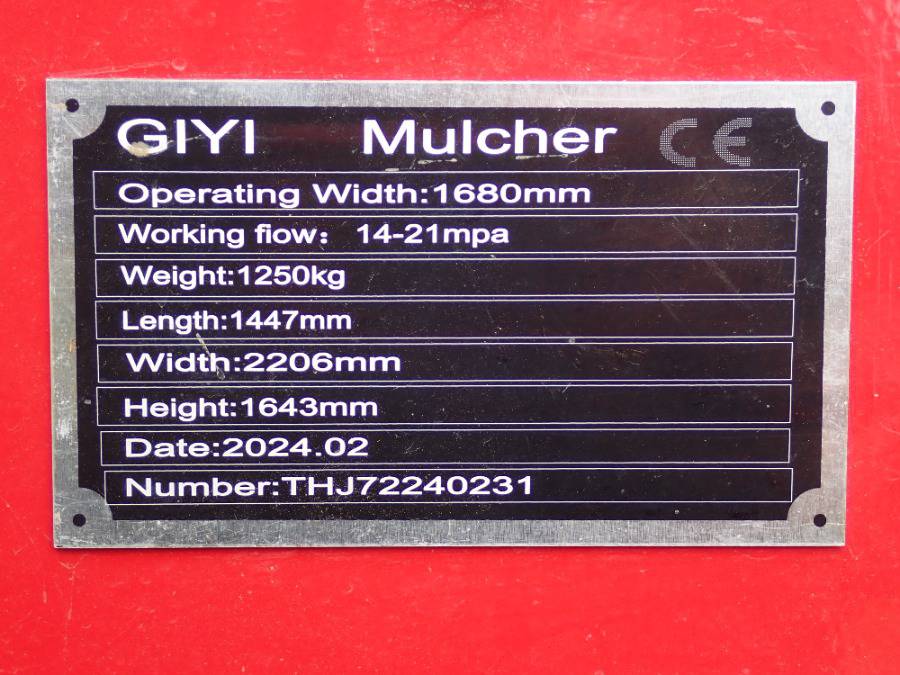 GIYI Mulcher CE
Operating Width:1680mm
Working flow： 14-21mpa
Weight:1250kg
Length:1447mm
Width:2206mm
Height:1643mm
Date:2024.02
Number:THJ72240231